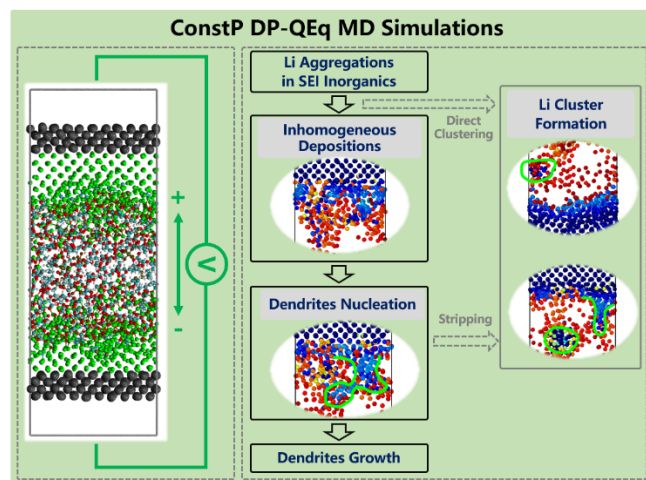 ConstP DP-QEq MD Simulations
+
V
-
Li Aggregations
in SEI Inorganics
Inhomogeneous
Depositions
Dendrites Nucleation
Dendrites Growth
Direct
Clustering
Stripping
Li Cluster
Formation